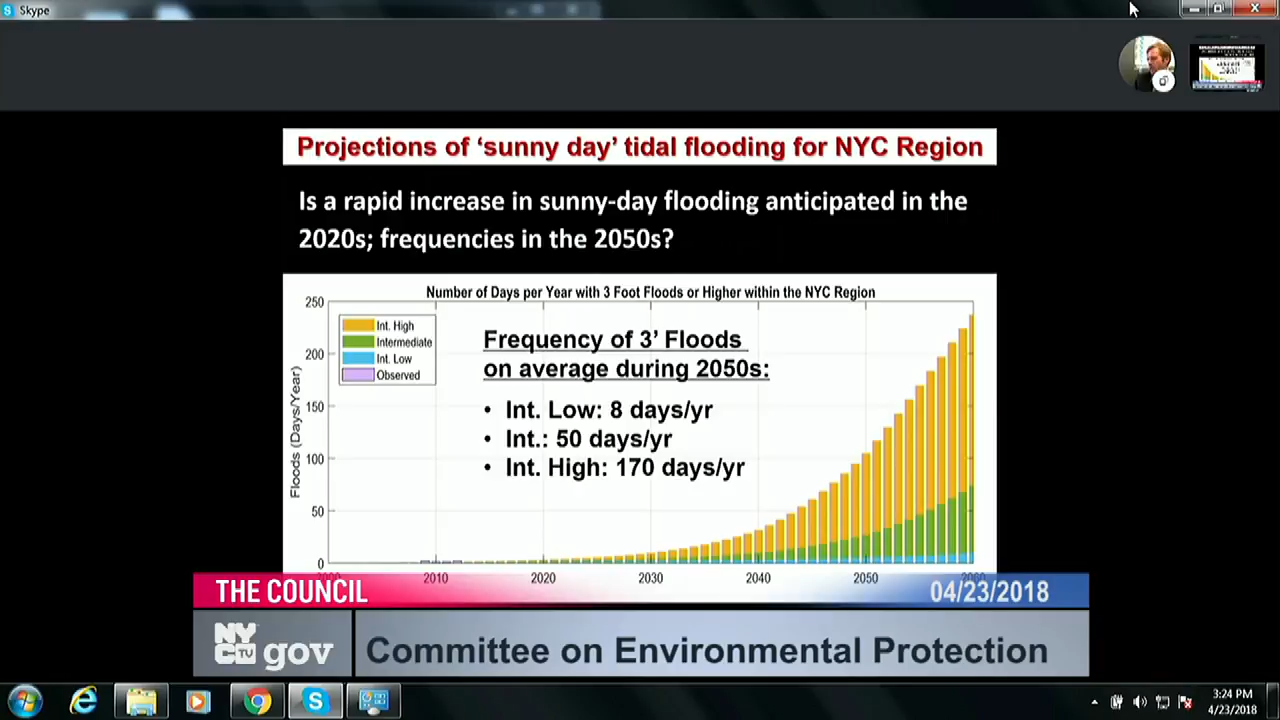 Skype
Projections of ‘sunny day’ tidal flooding for NYC Region
Is a rapid increase in sunny-day flooding anticipated in the
2020s; frequencies in the 2050s?
Number of Days per Year with 3 Foot Floods or Higher within the NYC Region
Floods (Days/Year)
250
200
150
100
50
0
Int. High
Intermediate
Int. Low
Observed
Frequency of 3’ Floods
on average during 2050s:
• Int. Low: 8 days/yr
• Int.: 50 days/yr
• Int. High: 170 days/yr
2010
2020
2030
2040
2050
2060
THE COUNCIL
04/23/2018
NYC TV gov
Committee on Environmental Protection
3:24 PM
4/23/2018